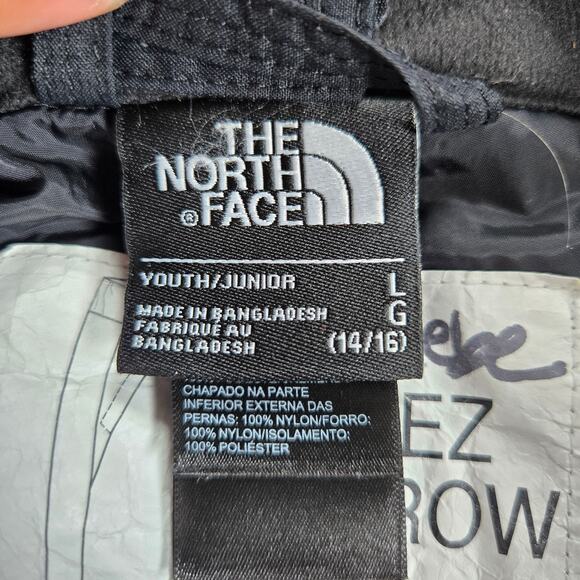 THE
NORTH
® FACE
YOUTH/JUNIOR L
G
MADE IN BANGLADESH
FABRIQUÉ AU
BANGLADESH (14/16)
CHAPADO NA PARTE
INFERIOR EXTERNA DAS
PERNAS: 100% NYLON/FORRO:
100% NYLON/ISOLAMENTO:
100% POLIÉSTER
EZ
ROW